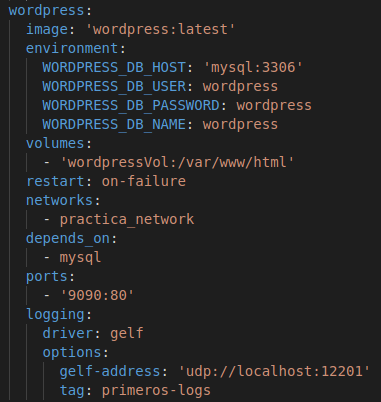 wordpress:
  image: 'wordpress:latest'
  environment:
    WORDPRESS_DB_HOST: 'mysql:3306'
    WORDPRESS_DB_USER: wordpress
    WORDPRESS_DB_PASSWORD: wordpress
    WORDPRESS_DB_NAME: wordpress
  volumes:
    - 'wordpressVol:/var/www/html'
  restart: on-failure
  networks:
    - practica_network
  depends_on:
    - mysql
  ports:
    - '9090:80'
  logging:
    driver: gelf
    options:
      gelf-address: 'udp://localhost:12201'
      tag: primeros-logs